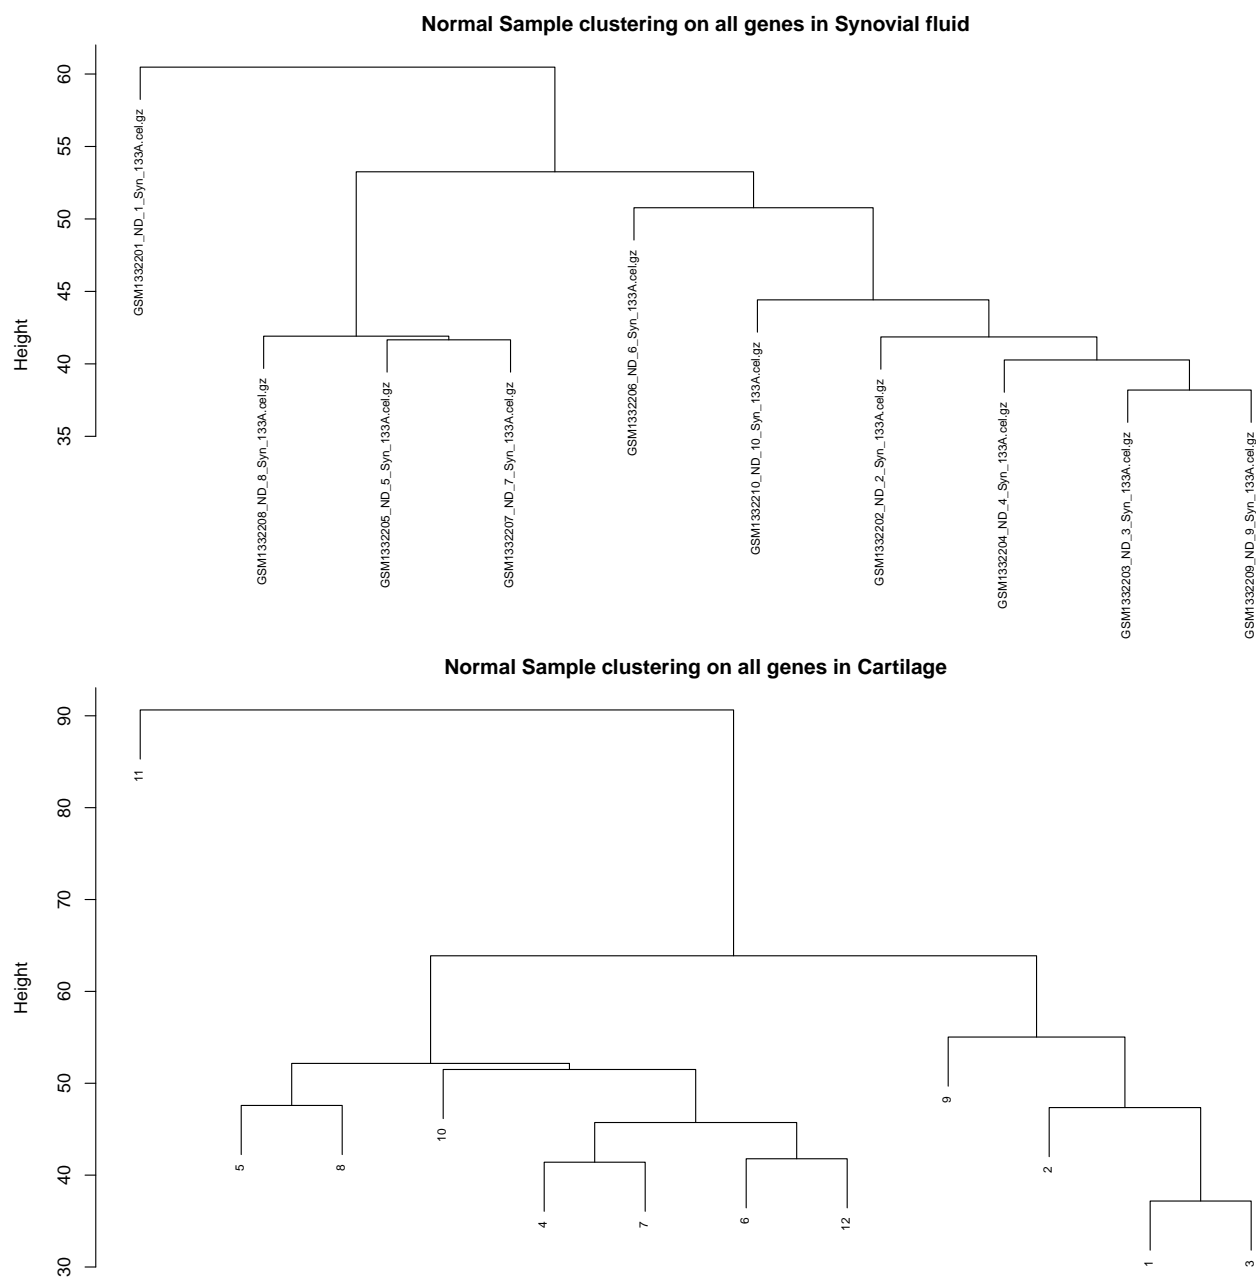 Normal Sample clustering on all genes in Synovial fluid
Height
60
55
50
45
40
35
GSM1332201_ND_1_Syn_133A.cel.gz
GSM1332208_ND_8_Syn_133A.cel.gz
GSM1332205_ND_5_Syn_133A.cel.gz
GSM1332207_ND_7_Syn_133A.cel.gz
GSM1332206_ND_6_Syn_133A.cel.gz
GSM1332210_ND_10_Syn_133A.cel.gz
GSM1332202_ND_2_Syn_133A.cel.gz
GSM1332204_ND_4_Syn_133A.cel.gz
GSM1332203_ND_3_Syn_133A.cel.gz
GSM1332209_ND_9_Syn_133A.cel.gz
Normal Sample clustering on all genes in Cartilage
Height
90
80
70
60
50
40
30
11
5
8
10
4
7
6
12
9
2
1
3